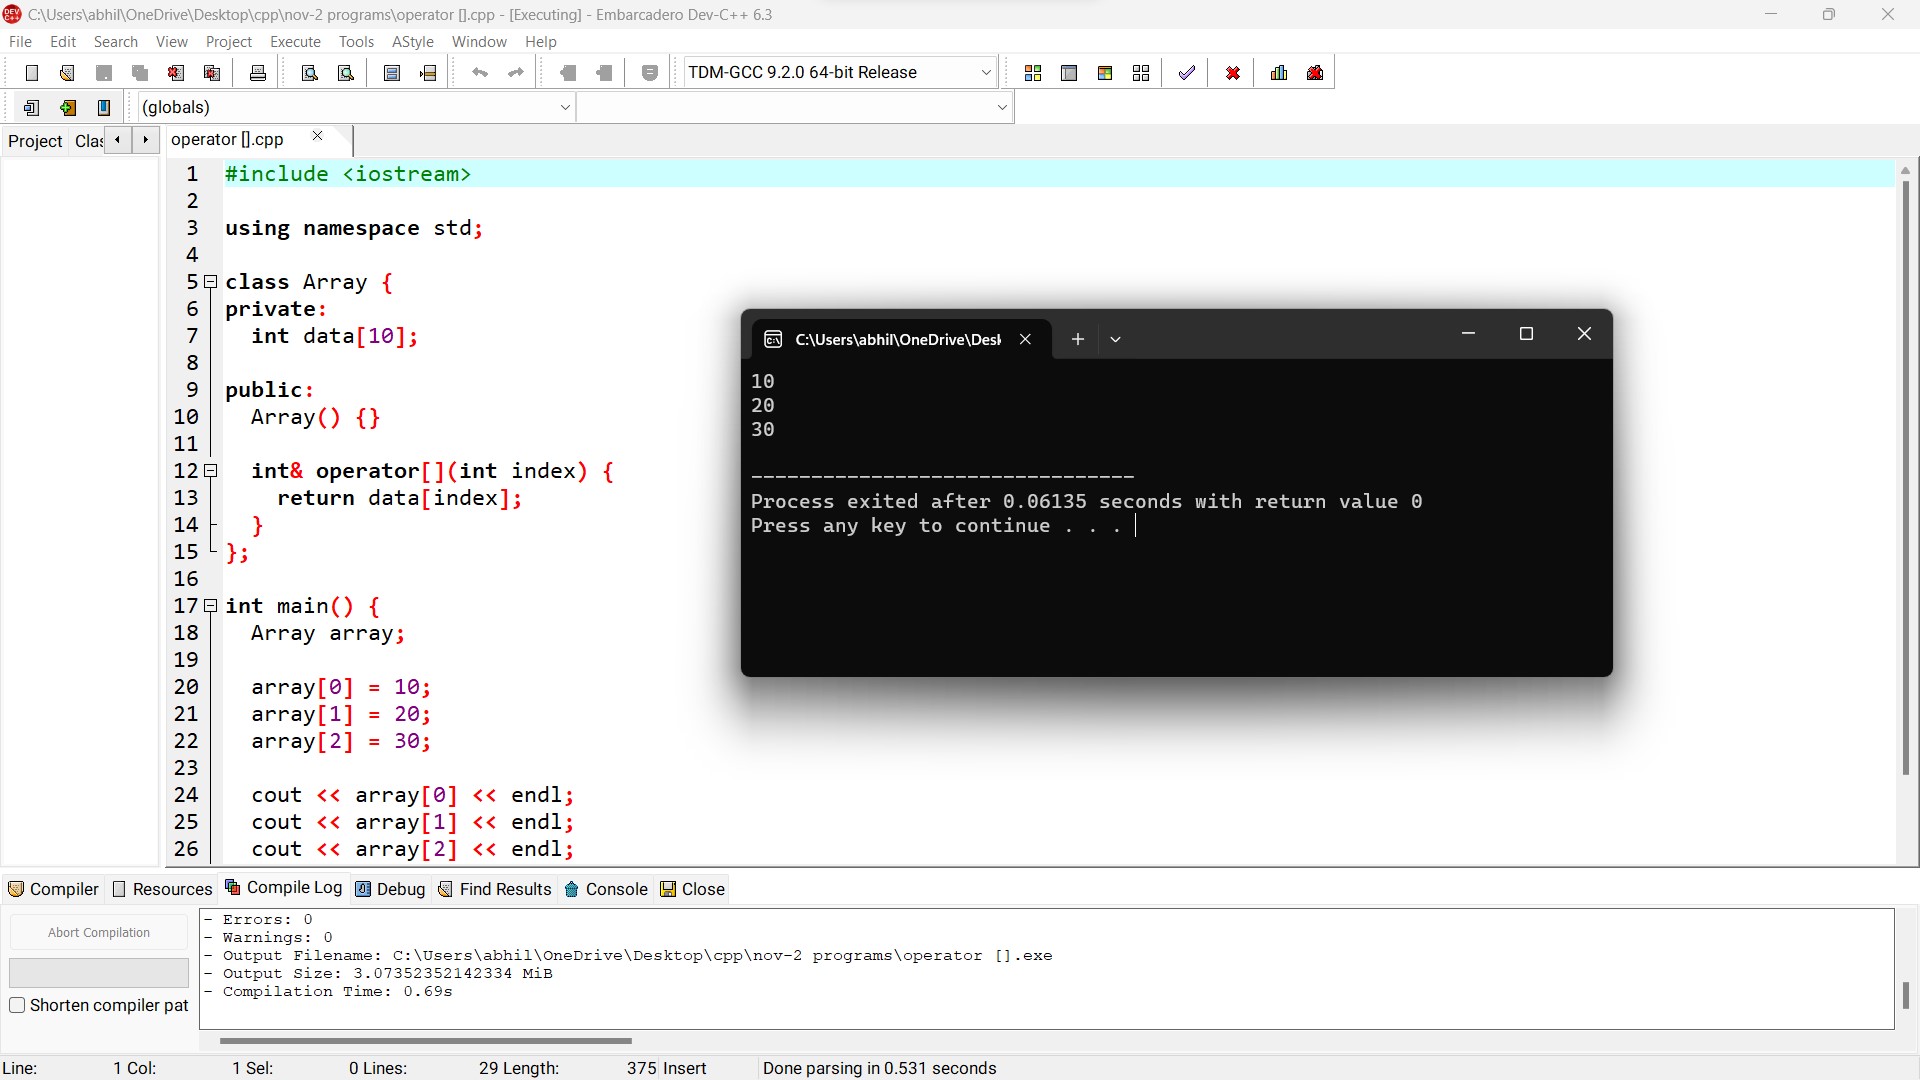 C:\Users\abhil\OneDrive\Desktop\cpp\nov-2 programs\operator [].cpp - [Executing] - Embarcadero Dev-C++ 6.3
File Edit Search View Project Execute Tools AStyle Window Help
TDM-GCC 9.2.0 64-bit Release
(globals)
Project Clas operator [].cpp
1 #include <iostream>
2
3 using namespace std;
4
5 class Array {
6 private:
7   int data[10];
8
9 public:
10   Array() {}
11
12   int& operator[](int index) {
13     return data[index];
14   }
15 };
16
17 int main() {
18   Array array;
19
20   array[0] = 10;
21   array[1] = 20;
22   array[2] = 30;
23
24   cout << array[0] << endl;
25   cout << array[1] << endl;
26   cout << array[2] << endl;
C:\Users\abhil\OneDrive\Desk
10
20
30
--------------------------------
Process exited after 0.06135 seconds with return value 0
Press any key to continue . . .
Compiler Resources Compile Log Debug Find Results Console Close
Abort Compilation
Shorten compiler pat
- Errors: 0
- Warnings: 0
- Output Filename: C:\Users\abhil\OneDrive\Desktop\cpp\nov-2 programs\operator [].exe
- Output Size: 3.07352352142334 MiB
- Compilation Time: 0.69s
Line: 1 Col: 1 Sel: 0 Lines: 29 Length: 375 Insert Done parsing in 0.531 seconds